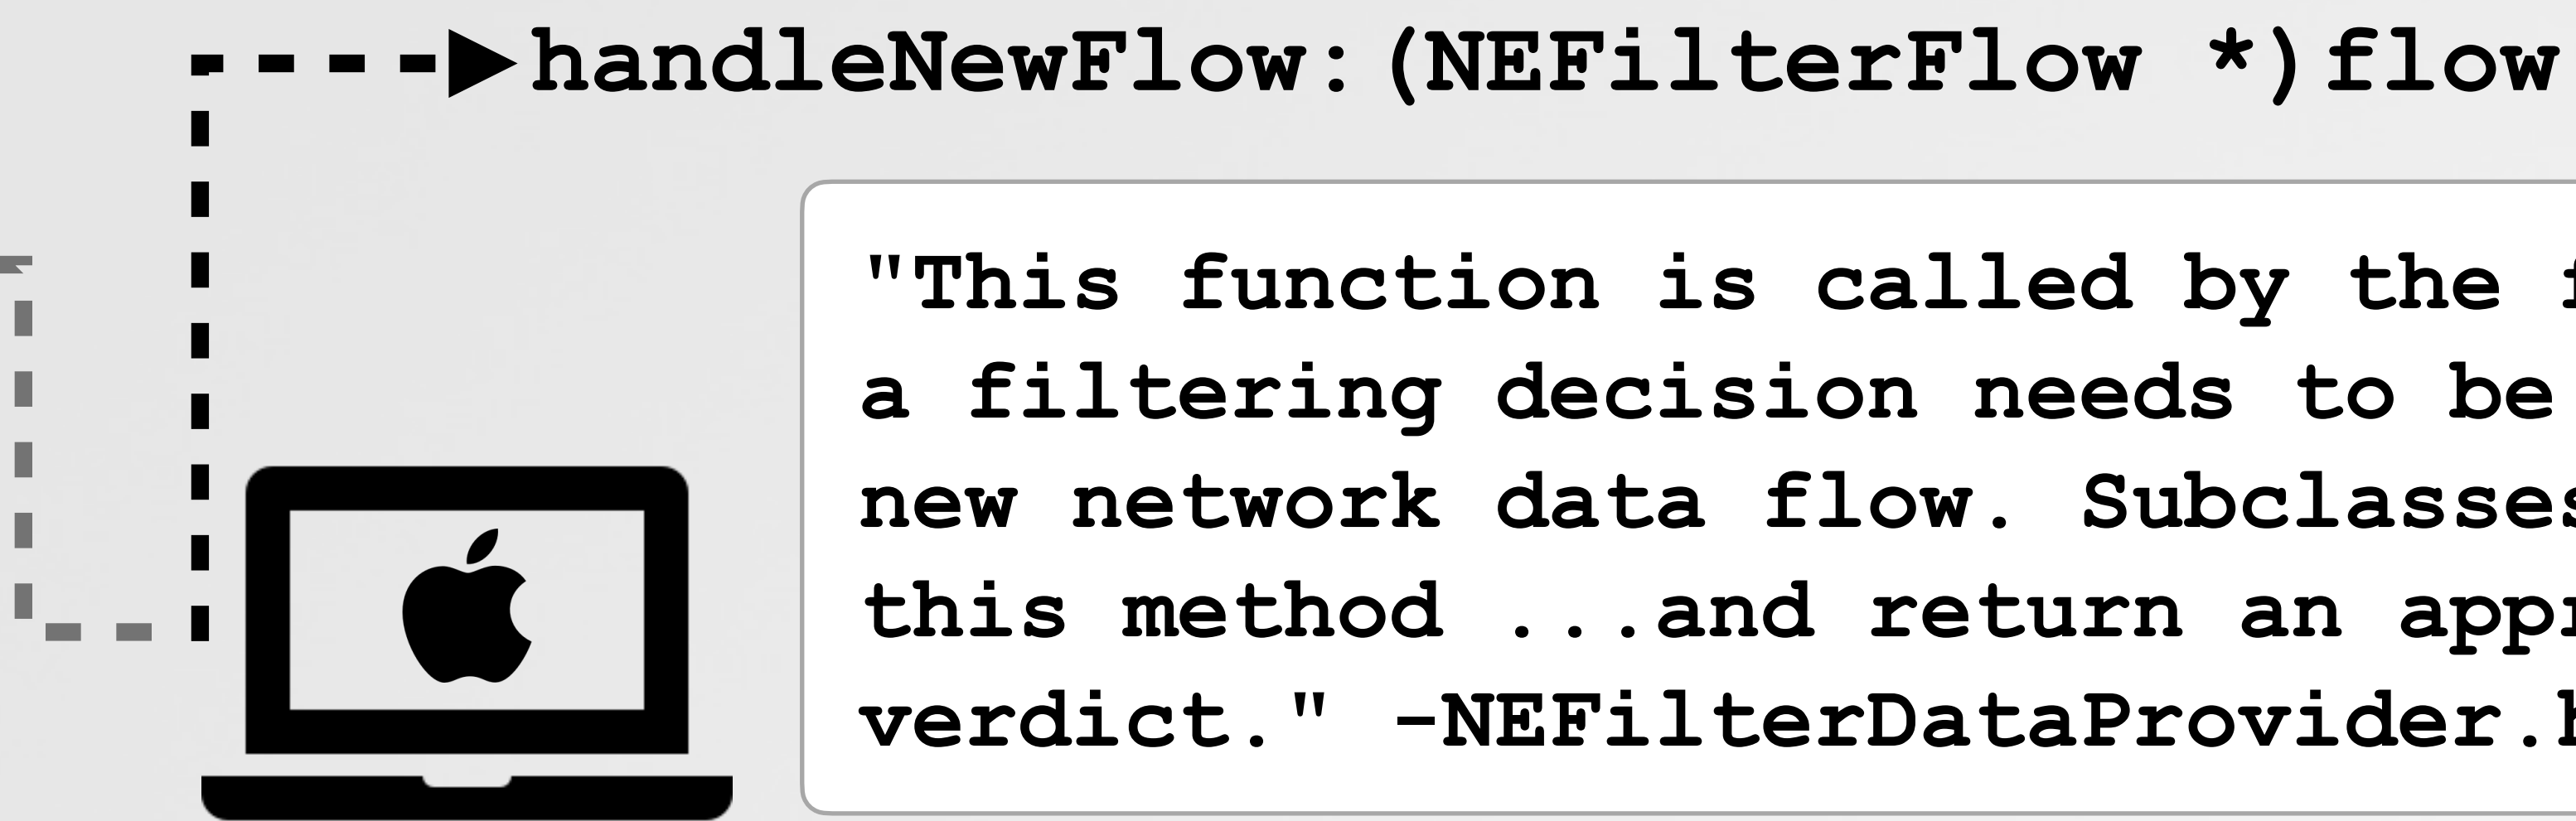 handleNewFlow:(NEFilterFlow *)flow
"This function is called by the
a filtering decision needs to be
new network data flow. Subclasses
this method ...and return an
verdict." -NEFilterDataProvider.h